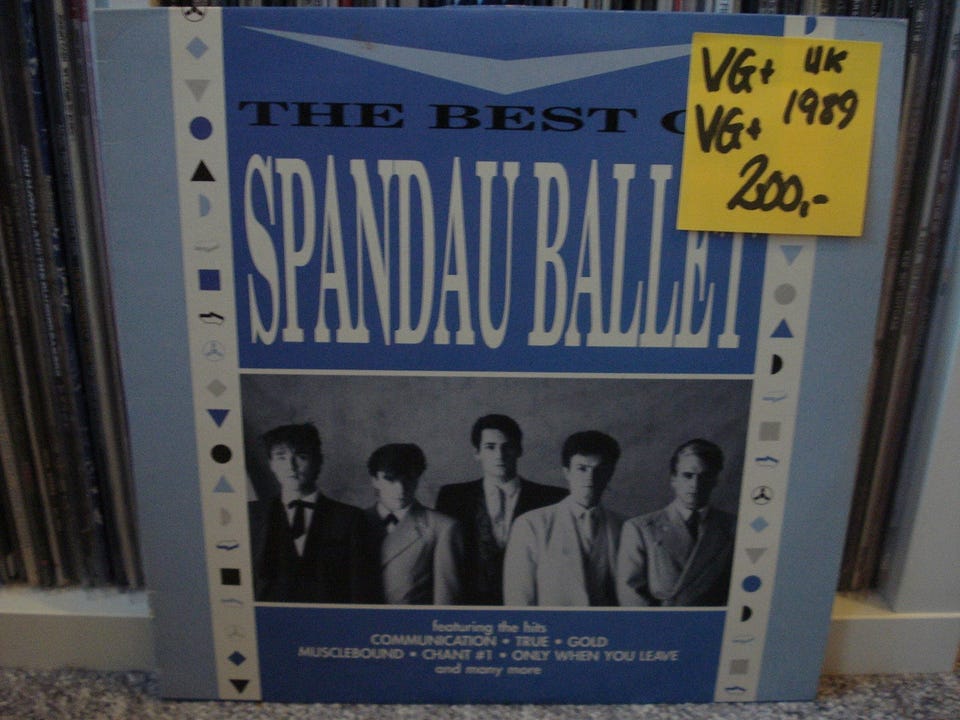 THE BEST
SPANDAU BALLET
VG+ UK
VG+ 1989
200,-
featuring the hits
COMMUNICATION • TRUE • GOLD
MUSCLEBOUND • CHANT #1 • ONLY WHEN YOU LEAVE
and many more